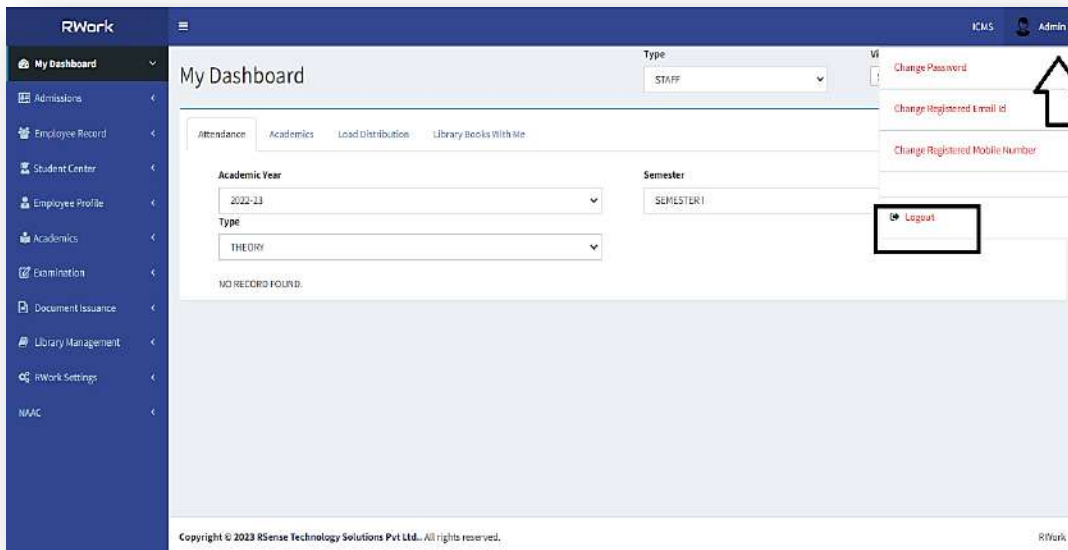 RWork
ICMS
Admin
My Dashboard
Admissions
Employee Record
Student Center
Employee Profile
Academics
Examination
Document Issuance
Library Management
RWork Settings
NAAC
My Dashboard
Type
STAFF
Change Password
Change Registered Email Id
Change Registered Mobile Number
Logout
Attendance Academics Load Distribution Library Books With Me
Academic Year
2022-23
Semester
SEMESTER I
Type
THEORY
NO RECORD FOUND.
Copyright © 2023 RSense Technology Solutions Pvt Ltd.. All rights reserved.
RWork